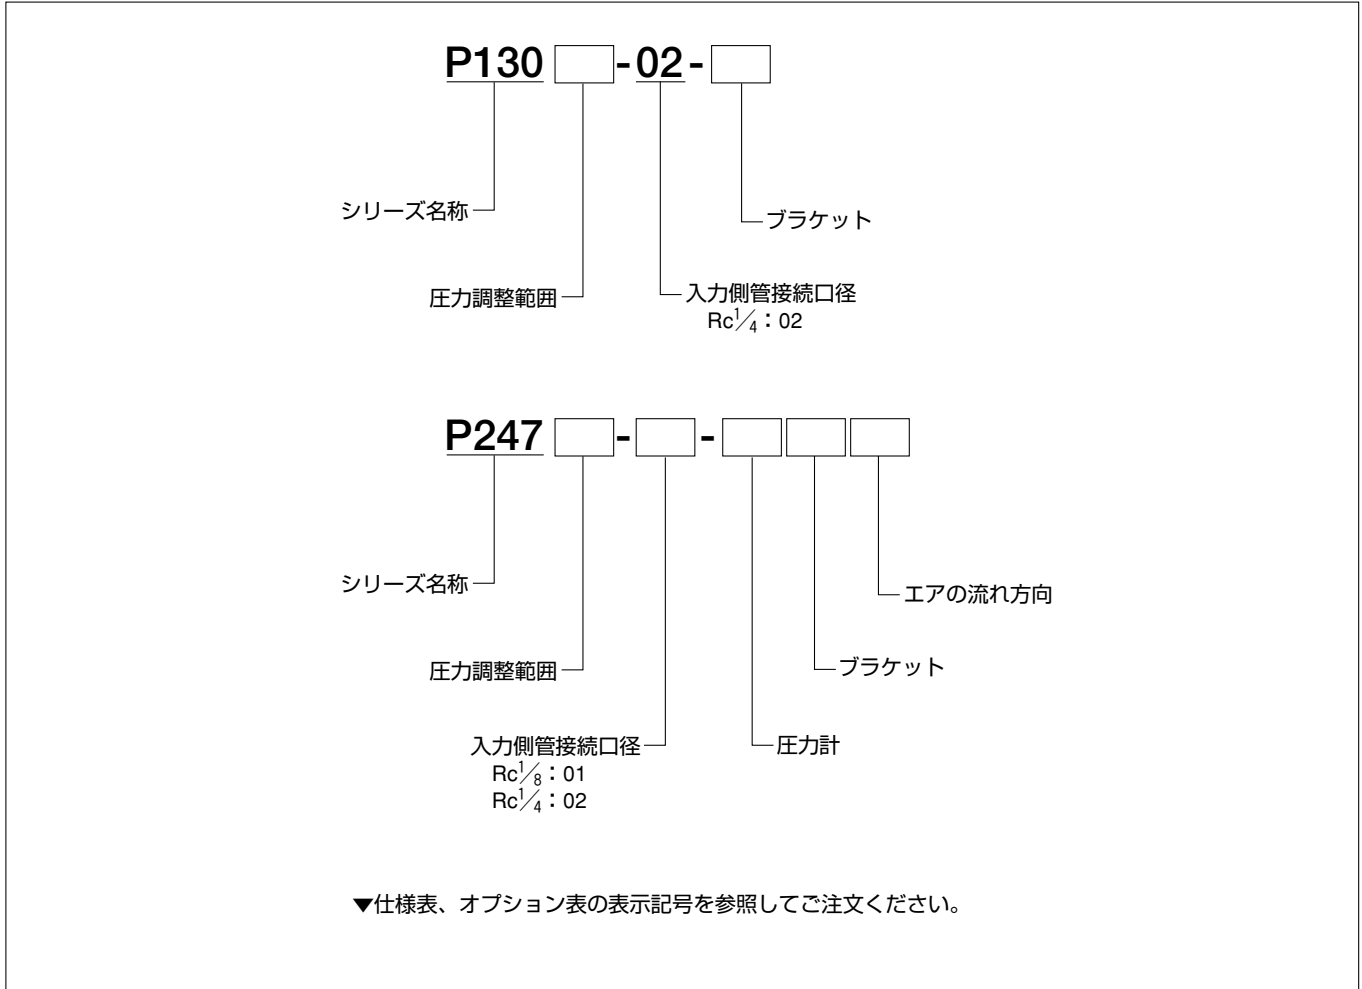 P130 -02-
シリーズ名称
ブラケット
圧力調整範囲
入力側管接続口径
Rc1/4：02
P247 - -
シリーズ名称
エアの流れ方向
圧力調整範囲
ブラケット
入力側管接続口径
Rc1/8：01
Rc1/4：02
圧力計
▼仕様表、オプション表の表示記号を参照してご注文ください。